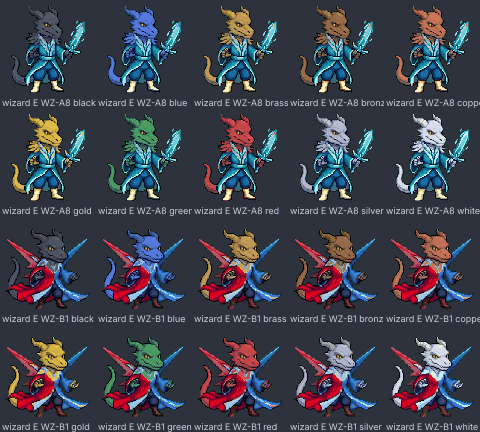 wizard E WZ-A8 black wizard E WZ-A8 blue wizard E WZ-A8 brass wizard E WZ-A8 bronz wizard E WZ-A8 coppe
wizard E WZ-A8 gold wizard E WZ-A8 green wizard E WZ-A8 red wizard E WZ-A8 silver wizard E WZ-A8 white
wizard E WZ-B1 black wizard E WZ-B1 blue wizard E WZ-B1 brass wizard E WZ-B1 bronz wizard E WZ-B1 coppe
wizard E WZ-B1 gold wizard E WZ-B1 green wizard E WZ-B1 red wizard E WZ-B1 silver wizard E WZ-B1 white